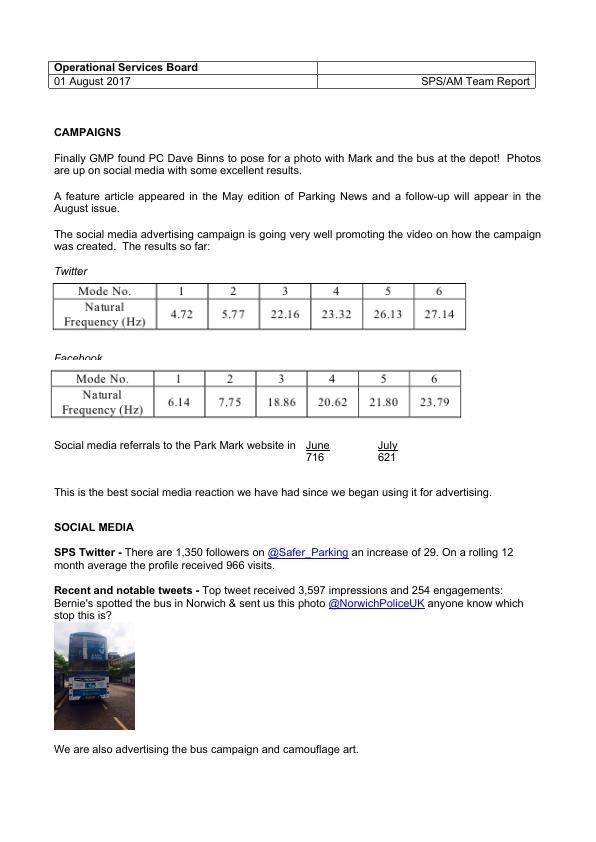 Operational Services Board
01 August 2017 SPS/AM Team Report
CAMPAIGNS
Finally GMP found PC Dave Binns to pose for a photo with Mark and the bus at the depot! Photos
are up on social media with some excellent results.
A feature article appeared in the May edition of Parking News and a follow-up will appear in the
August issue.
The social media advertising campaign is going very well promoting the video on how the campaign
was created. The results so far:
Twitter
Mode No. 1 2 3 4 5 6
Natural
Frequency (Hz) 4.72 5.77 22.16 23.32 26.13 27.14
Facebook
Mode No. 1 2 3 4 5 6
Natural
Frequency (Hz) 6.14 7.75 18.86 20.62 21.80 23.79
Social media referrals to the Park Mark website in June July
716 621
This is the best social media reaction we have had since we began using it for advertising.
SOCIAL MEDIA
SPS Twitter - There are 1,350 followers on @Safer_Parking an increase of 29. On a rolling 12
month average the profile received 966 visits.
Recent and notable tweets - Top tweet received 3,597 impressions and 254 engagements:
Bernie's spotted the bus in Norwich & sent us this photo @NorwichPoliceUK anyone know which
stop this is?
We are also advertising the bus campaign and camouflage art.